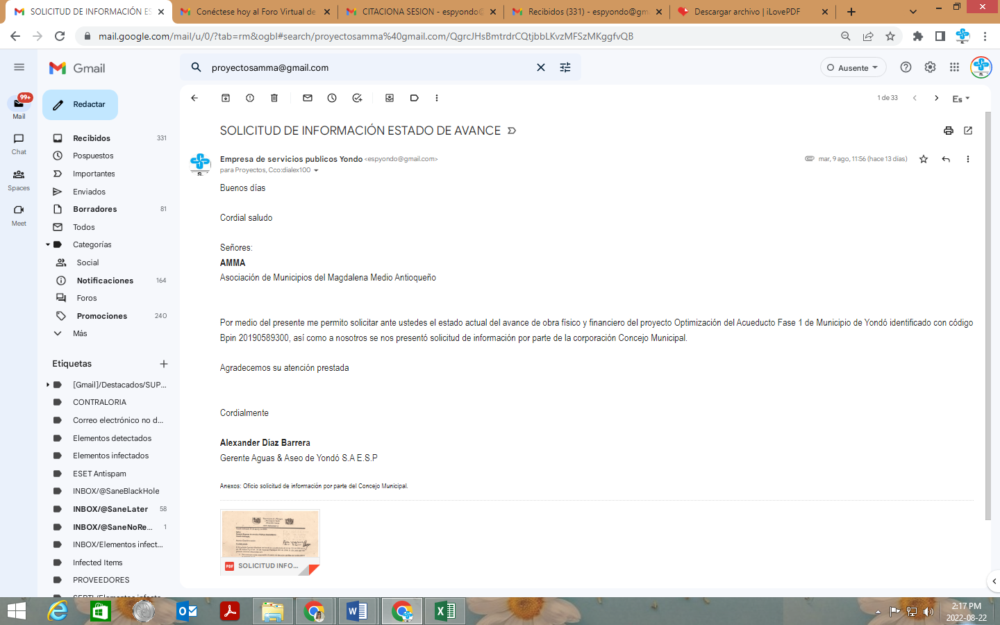 SOLICITUD DE INFORMACIÓN ES
Conéctese hoy al Foro Virtual de
CITACIONA SESION - espyondo@
Recibidos (331) - espyondo@gm
Descargar archivo | iLovePDF
mail.google.com/mail/u/0/?tab=rm&ogbl#search/proyectosamma%40gmail.com/QgrcJHsBmtrdrCQtjbbLKvzMFSzMKggfvQB
Gmail
proyectosamma@gmail.com
Ausente
99+
Mail
Chat
Spaces
Meet
Redactar
Recibidos 331
Pospuestos
Importantes
Enviados
Borradores 81
Todos
Categorías
Social
Notificaciones 164
Foros
Promociones 240
Más
Etiquetas
[Gmail]/Destacados/SUP...
CONTRALORIA
Correo electrónico no d...
Elementos detectados
Elementos infectados
ESET Antispam
INBOX/@SaneBlackHole
INBOX/@SaneLater 58
INBOX/@SaneNoRe... 1
INBOX/Elementos infect...
Infected Items
PROVEEDORES
1 de 33
Es
SOLICITUD DE INFORMACIÓN ESTADO DE AVANCE
Empresa de servicios publicos Yondo <espyondo@gmail.com>
mar, 9 ago, 11:56 (hace 13 días)
para Proyectos, Cco:dialex100
Buenos días
Cordial saludo
Señores:
AMMA
Asociación de Municipios del Magdalena Medio Antioqueño
Por medio del presente me permito solicitar ante ustedes el estado actual del avance de obra físico y financiero del proyecto Optimización del Acueducto Fase 1 de Municipio de Yondó identificado con código
Bpin 20190589300, así como a nosotros se nos presentó solicitud de información por parte de la corporación Concejo Municipal.
Agradecemos su atención prestada
Cordialmente
Alexander Díaz Barrera
Gerente Aguas & Aseo de Yondó S.A E.S.P
Anexos: Oficio solicitud de información por parte del Concejo Municipal.
PDF SOLICITUD INFO...
2:17 PM
2022-08-22